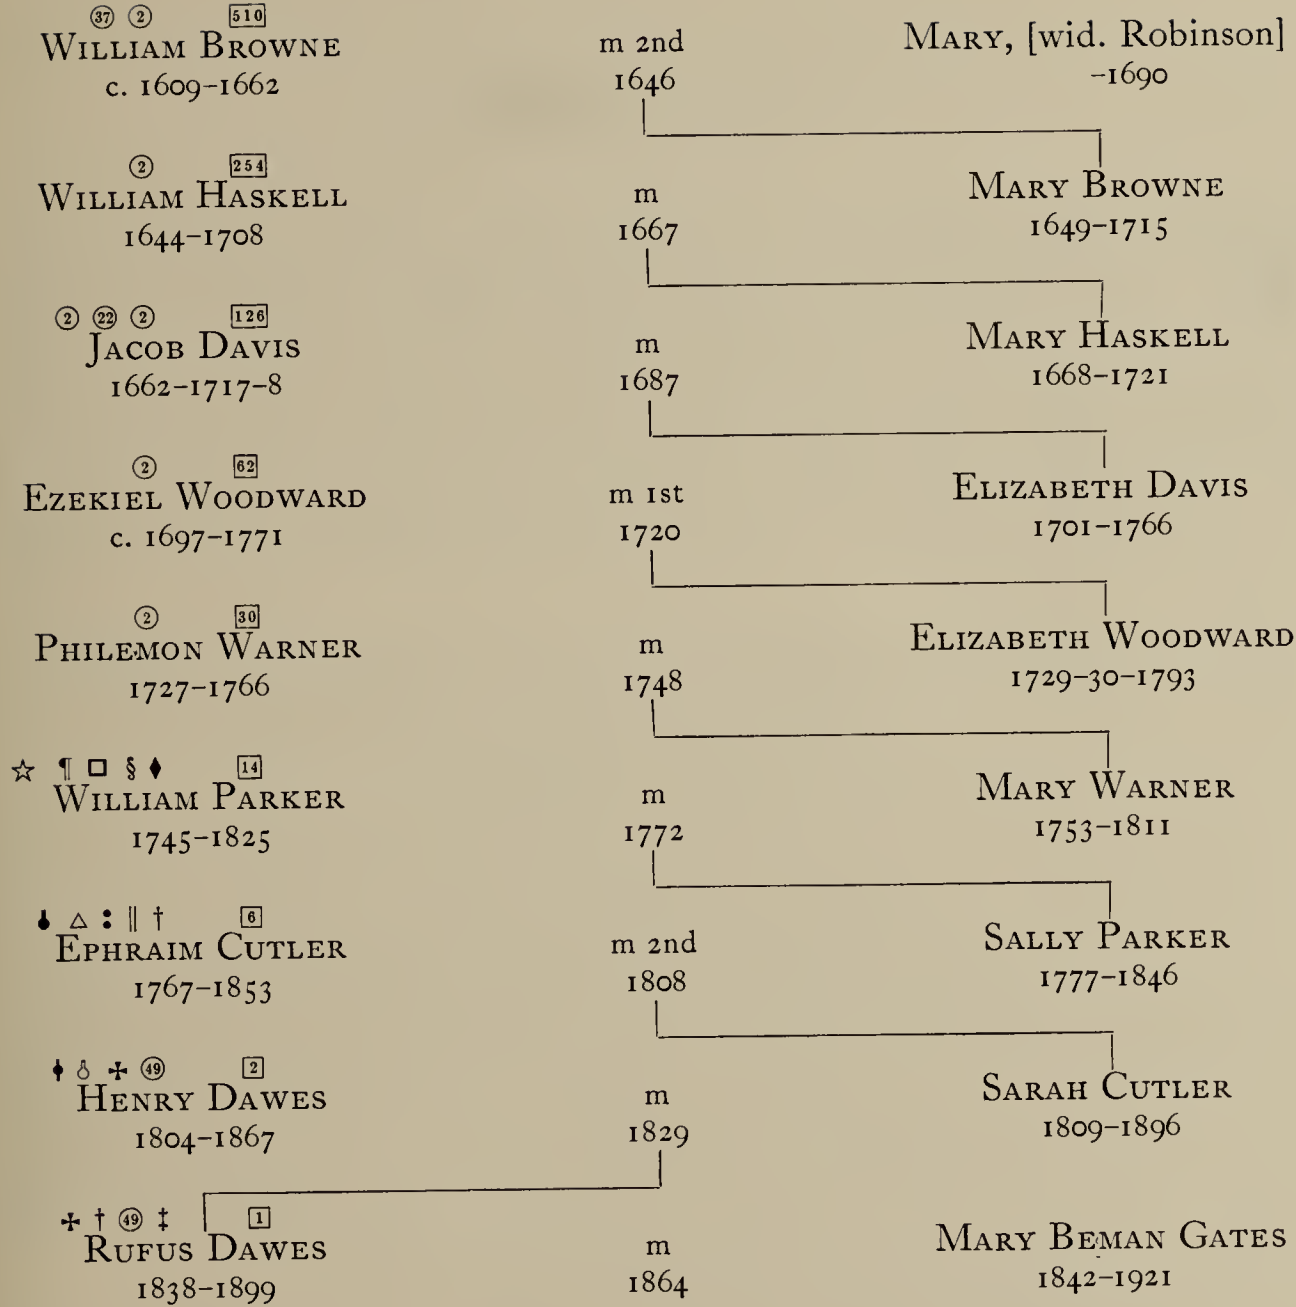 ㊲ ② 510
WILLIAM BROWNE m 2nd MARY, [wid. Robinson]
c. 1609–1662 1646 –1690
② 254
WILLIAM HASKELL m MARY BROWNE
1644–1708 1667 1649–1715
② ㉒ ② 126
JACOB DAVIS m MARY HASKELL
1662–1717–8 1687 1668–1721
② 62
EZEKIEL WOODWARD m 1st ELIZABETH DAVIS
c. 1697–1771 1720 1701–1766
② 30
PHILEMON WARNER m ELIZABETH WOODWARD
1727–1766 1748 1729–30–1793
☆ ¶ □ § ♦ 14
WILLIAM PARKER m MARY WARNER
1745–1825 1772 1753–1811
△ : ‖ † 6
EPHRAIM CUTLER m 2nd SALLY PARKER
1767–1853 1808 1777–1846
✢ ㊾ 2
HENRY DAWES m SARAH CUTLER
1804–1867 1829 1809–1896
✢ † ㊾ ‡ 1
RUFUS DAWES m MARY BEMAN GATES
1838–1899 1864 1842–1921